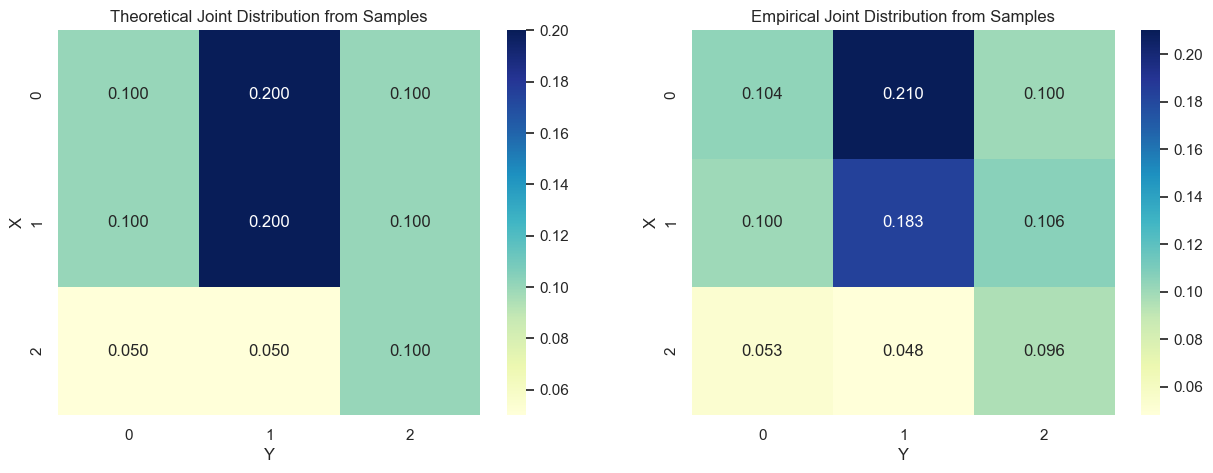 Theoretical Joint Distribution from Samples
0.100 0.200 0.100
0.100 0.200 0.100
0.050 0.050 0.100
0
1
2
X
0 1 2
Y
0.20
0.18
0.16
0.14
0.12
0.10
0.08
0.06
Empirical Joint Distribution from Samples
0.104 0.210 0.100
0.100 0.183 0.106
0.053 0.048 0.096
0
1
2
X
0 1 2
Y
0.20
0.18
0.16
0.14
0.12
0.10
0.08
0.06